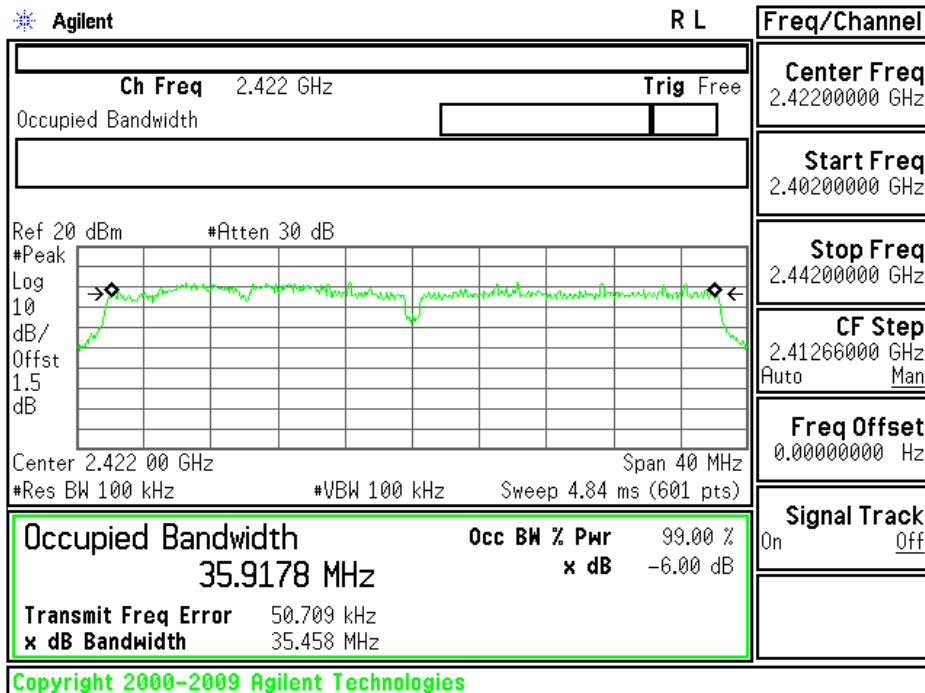 Agilent R L
Ch Freq 2.422 GHz Trig Free
Occupied Bandwidth
Ref 20 dBm #Atten 30 dB
#Peak
Log
10
dB/
Offst
1.5
dB
Center 2.422 00 GHz Span 40 MHz
#Res BW 100 kHz #VBW 100 kHz Sweep 4.84 ms (601 pts)
Occupied Bandwidth
35.9178 MHz
Occ BW % Pwr 99.00 %
x dB -6.00 dB
Transmit Freq Error 50.709 kHz
x dB Bandwidth 35.458 MHz
Copyright 2000-2009 Agilent Technologies
Freq/Channel
Center Freq
2.42200000 GHz
Start Freq
2.40200000 GHz
Stop Freq
2.44200000 GHz
CF Step
2.41266000 GHz
Auto Man
Freq Offset
0.00000000 Hz
Signal Track
On Off